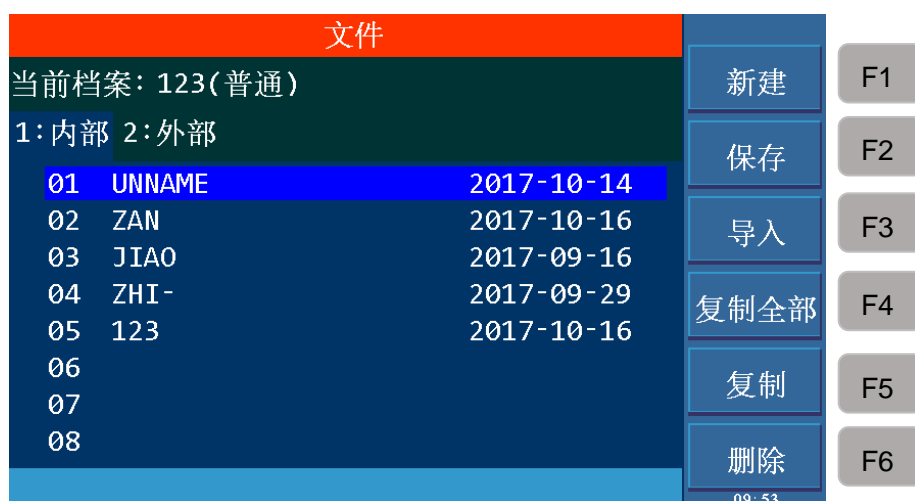 文件
当前档案: 123(普通)
1:内部 2:外部
01 UNNAME 2017-10-14
02 ZAN 2017-10-16
03 JIAO 2017-09-16
04 ZHI- 2017-09-29
05 123 2017-10-16
06
07
08
新建 F1
保存 F2
导入 F3
复制全部 F4
复制 F5
删除 F6
09:53